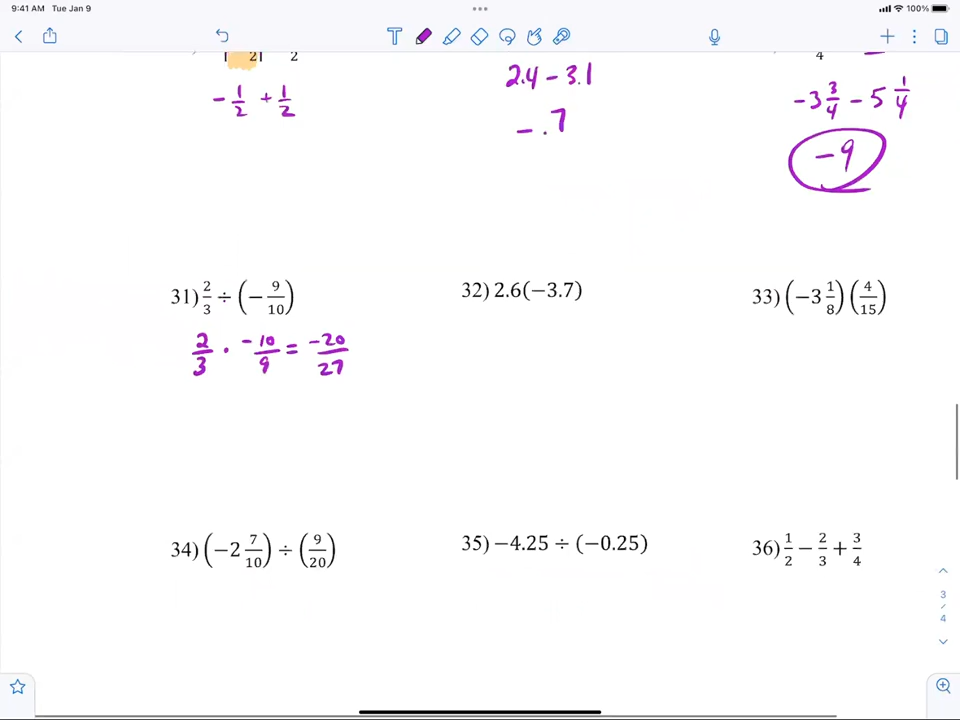 9:41 AM Tue Jan 9
100%
2 2
-1/2 + 1/2
2.4 - 3.1
- .7
4
-3 3/4 - 5 1/4
-9
31) 2/3 ÷ (-9/10)
2/3 · -10/9 = -20/27
32) 2.6(−3.7)
33) (−3 1/8)(4/15)
34) (−2 7/10) ÷ (9/20)
35) −4.25 ÷ (−0.25)
36) 1/2 − 2/3 + 3/4
3
/
4